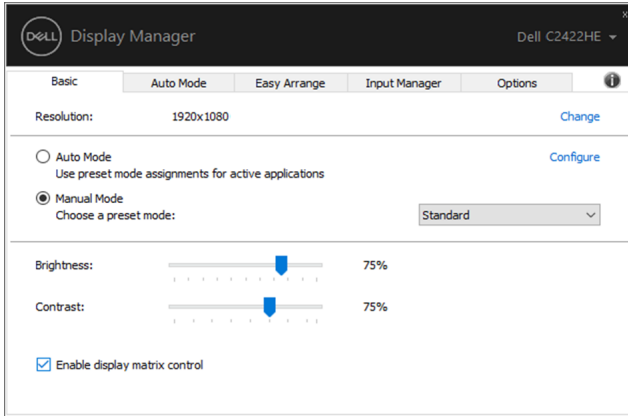 DELL Display Manager
Dell C2422HE
x
Basic Auto Mode Easy Arrange Input Manager Options i
Resolution: 1920x1080 Change
Auto Mode Configure
Use preset mode assignments for active applications
Manual Mode
Choose a preset mode: Standard
Brightness: 75%
Contrast: 75%
Enable display matrix control